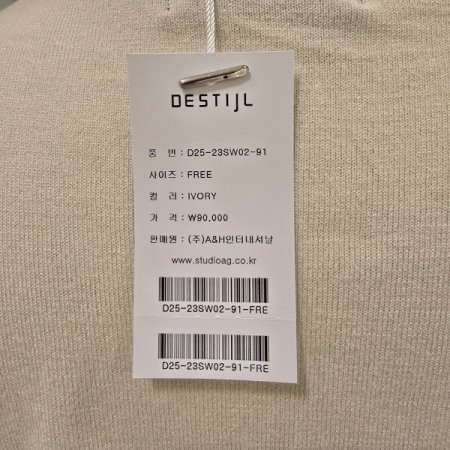 DESTIJL
품 번 : D25-23SW02-91
사이즈 : FREE
컬 러 : IVORY
가 격 : ₩90,000
판매원 : (주)A&H인터내셔날
www.studioag.co.kr
D25-23SW02-91-FRE
D25-23SW02-91-FRE